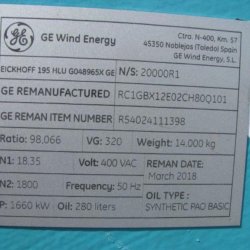 GE Wind Energy
Ctra. N-400, Km. 57
45350 Noblejas (Toledo) Spain
GE Wind Energy, S.L.
EICKHOFF 195 HLU G048965X GE
N/S: 20000R1
GE REMANUFACTURED
RC1GBX12E02CH80Q101
GE REMAN ITEM NUMBER
R54024111398
Ratio: 98,066
VG: 320
Weight: 14.000 kg
N1: 18.35
Volt: 400 VAC
REMAN DATE
March 2018
N2: 1800
Frequency: 50 Hz
OIL TYPE:
SYNTHETIC PAO BASIC
P: 1660 kW
Oil: 280 liters